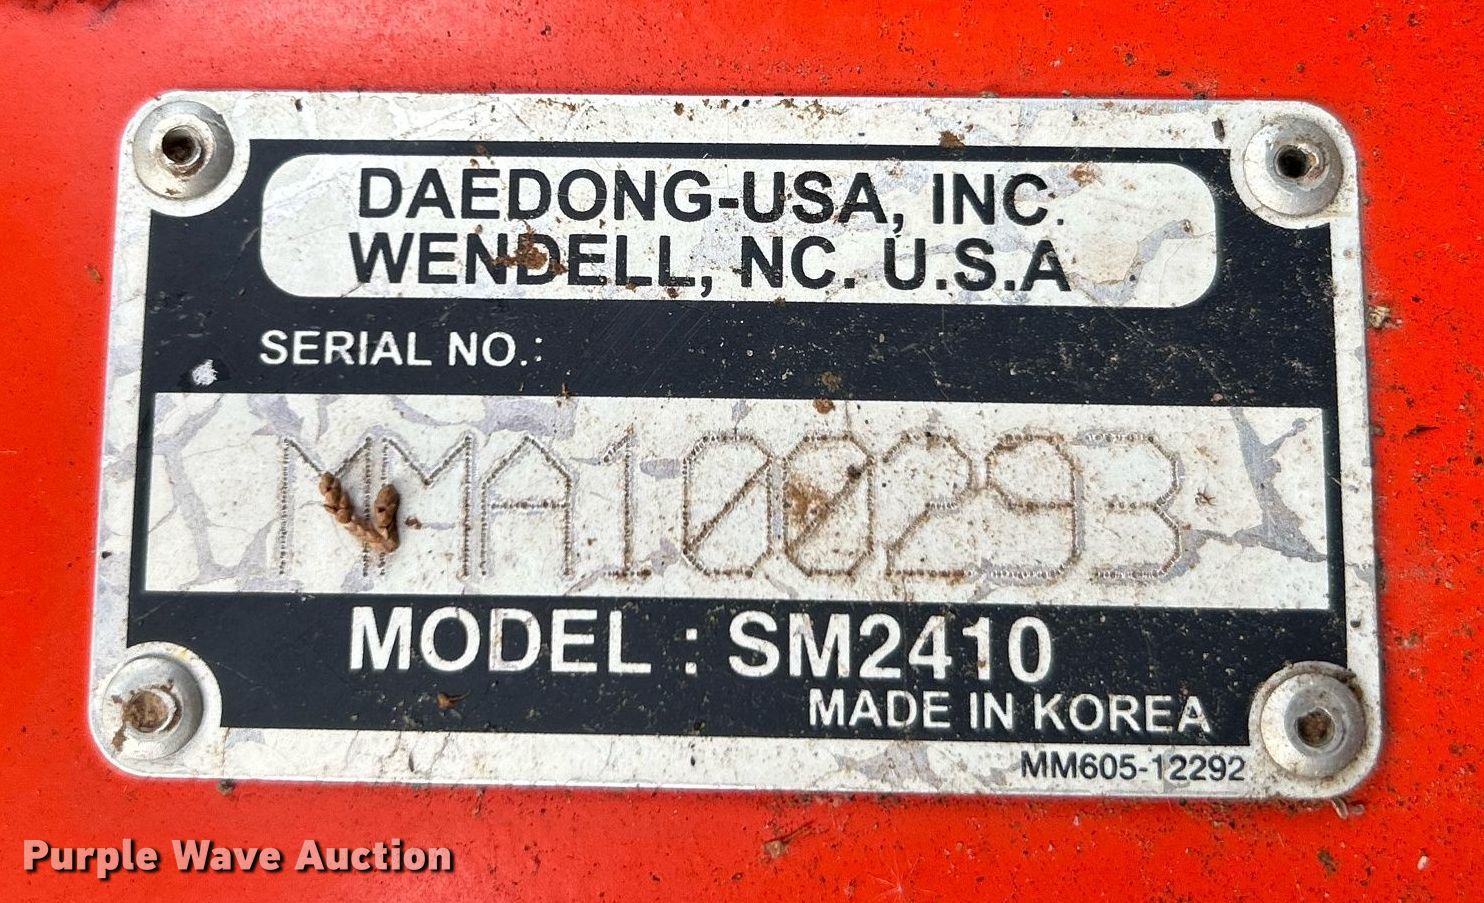 DAEDONG-USA, INC.
WENDELL, NC. U.S.A
SERIAL NO.:
MMA100293
MODEL : SM2410
MADE IN KOREA
MM605-12292
Purple Wave Auction